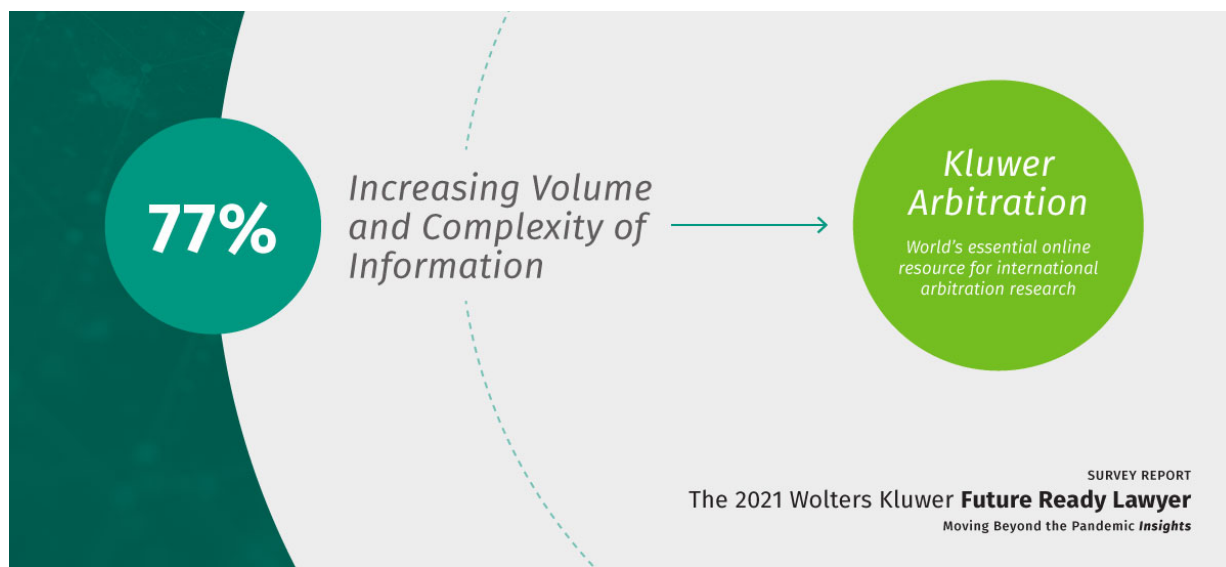 77%
Increasing Volume
and Complexity of
Information
Kluwer
Arbitration
World’s essential online
resource for international
arbitration research
SURVEY REPORT
The 2021 Wolters Kluwer Future Ready Lawyer
Moving Beyond the Pandemic Insights